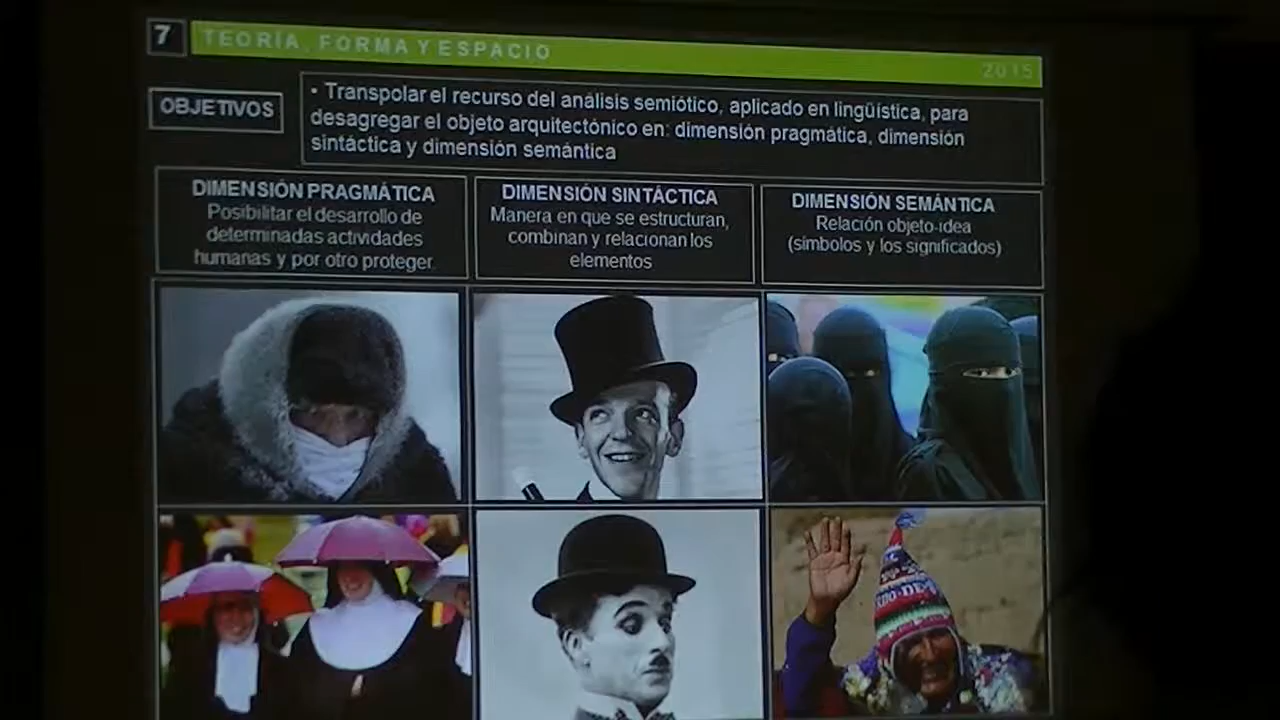 7
TEORÍA, FORMA Y ESPACIO
2015
OBJETIVOS
• Transpolar el recurso del análisis semiótico, aplicado en lingüística, para
desagregar el objeto arquitectónico en: dimensión pragmática, dimensión
sintáctica y dimensión semántica
DIMENSIÓN PRAGMÁTICA
Posibilitar el desarrollo de
determinadas actividades
humanas y por otro proteger
DIMENSIÓN SINTÁCTICA
Manera en que se estructuran,
combinan y relacionan los
elementos
DIMENSIÓN SEMÁNTICA
Relación objeto-idea
(símbolos y los significados)